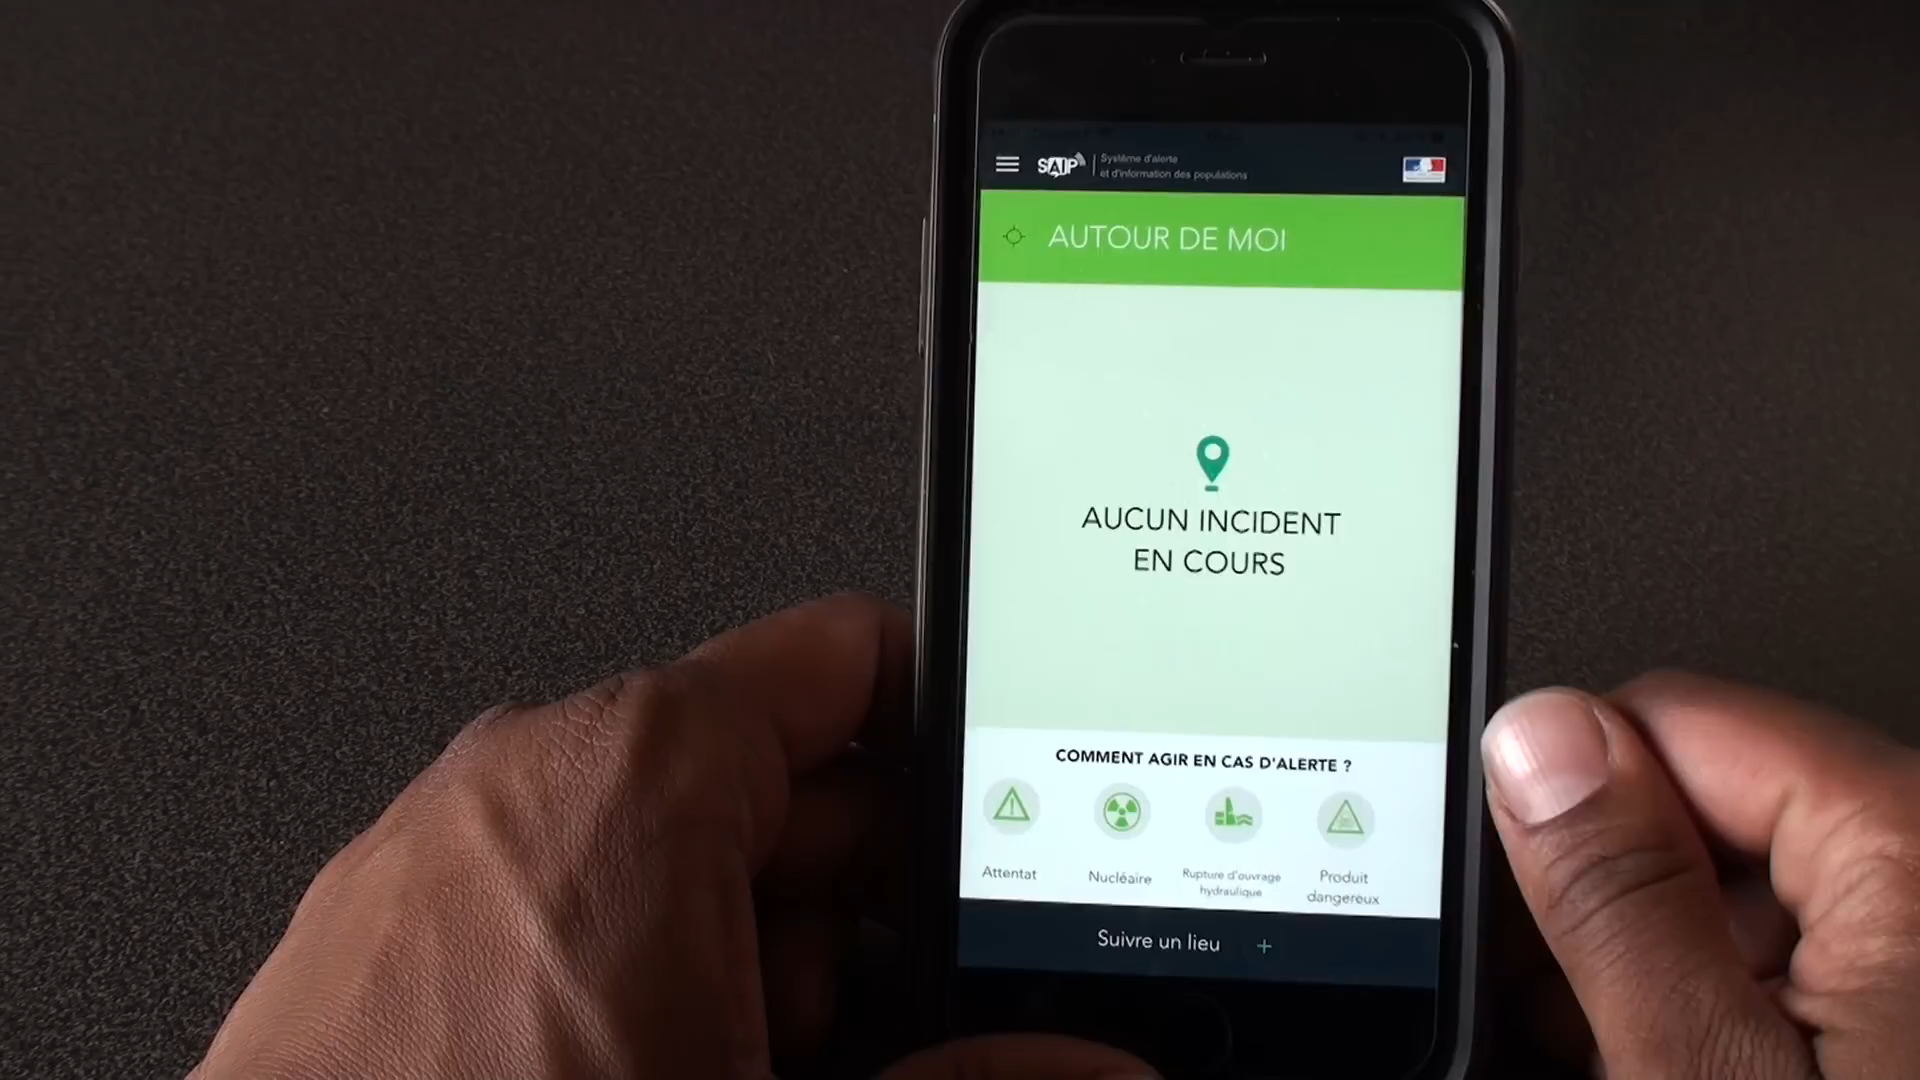 SAIP
Système d'alerte
et d'information des populations
AUTOUR DE MOI
AUCUN INCIDENT
EN COURS
COMMENT AGIR EN CAS D'ALERTE ?
Attentat
Nucléaire
Rupture d'ouvrage
hydraulique
Produit
dangereux
Suivre un lieu +